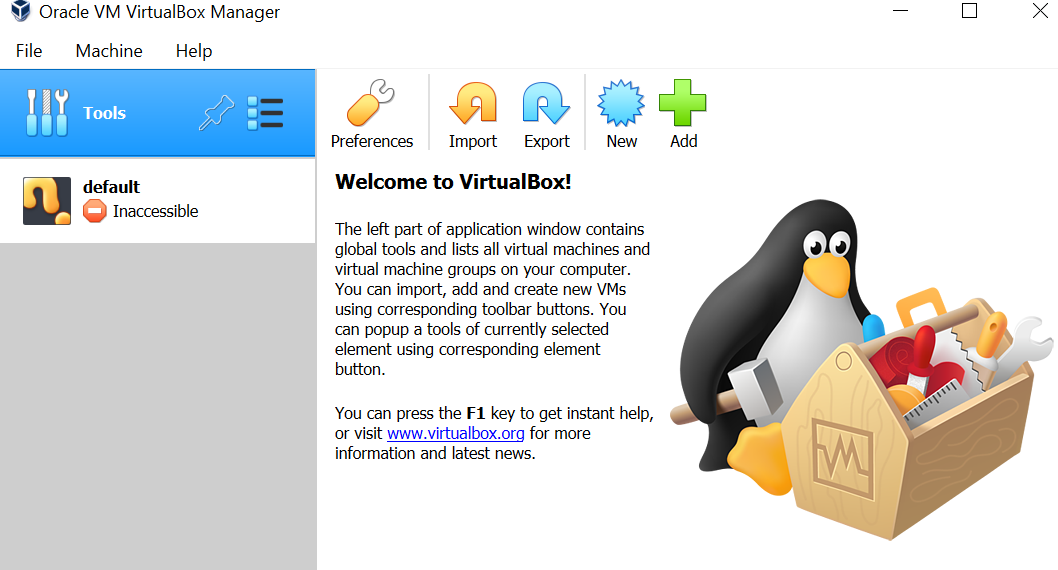 Oracle VM VirtualBox Manager
File Machine Help
Tools
Preferences Import Export New Add
default
Inaccessible
Welcome to VirtualBox!
The left part of application window contains
global tools and lists all virtual machines and
virtual machine groups on your computer.
You can import, add and create new VMs
using corresponding toolbar buttons. You
can popup a tools of currently selected
element using corresponding element
button.
You can press the F1 key to get instant help,
or visit www.virtualbox.org for more
information and latest news.